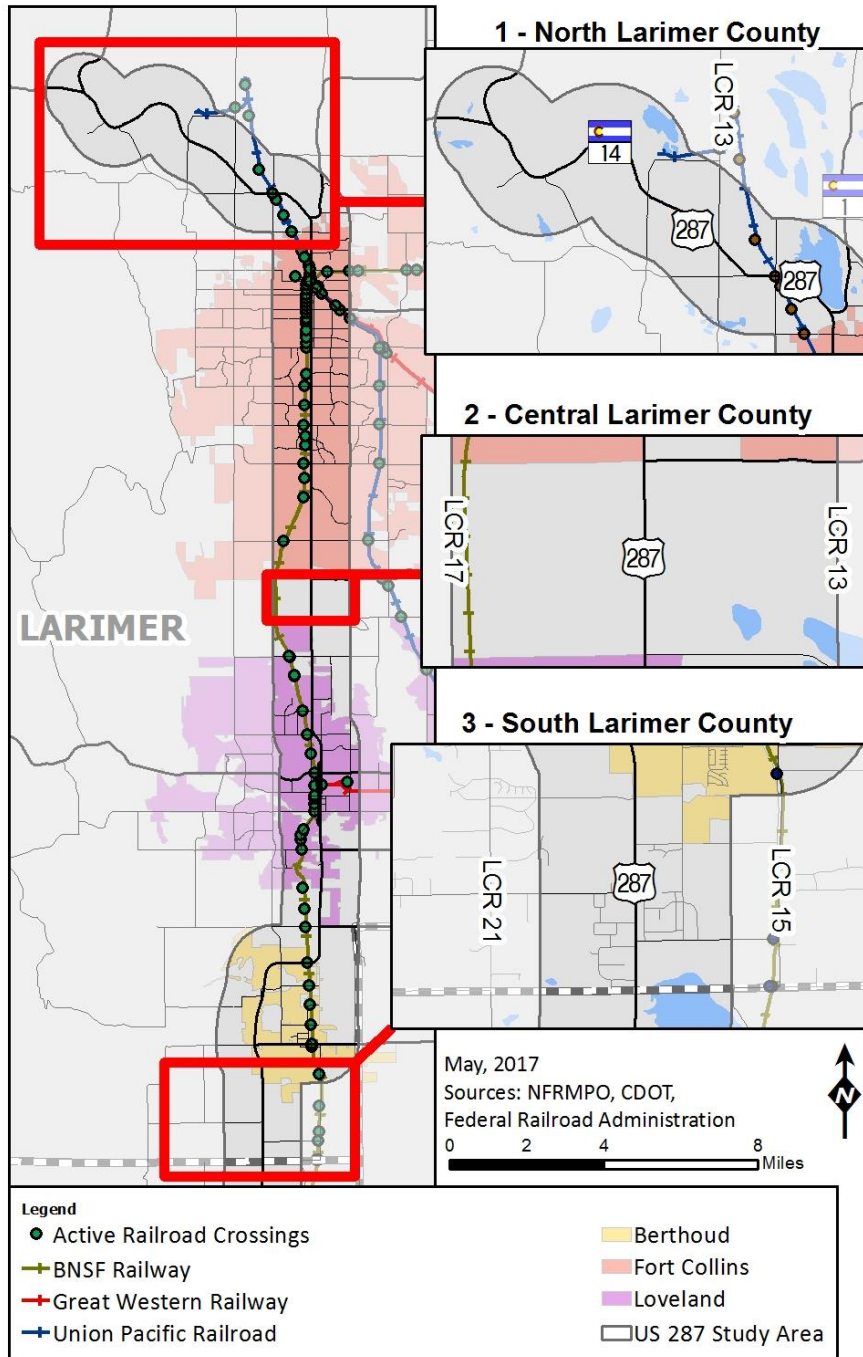 1 - North Larimer County
LCR 13
14
1
287
287
2 - Central Larimer County
LCR 17
287
LCR 13
LARIMER
3 - South Larimer County
LCR 21
287
LCR 15
May, 2017
Sources: NFRMPO, CDOT,
Federal Railroad Administration
N
0 2 4 8
Miles
Legend
Active Railroad Crossings
BNSF Railway
Great Western Railway
Union Pacific Railroad
Berthoud
Fort Collins
Loveland
US 287 Study Area